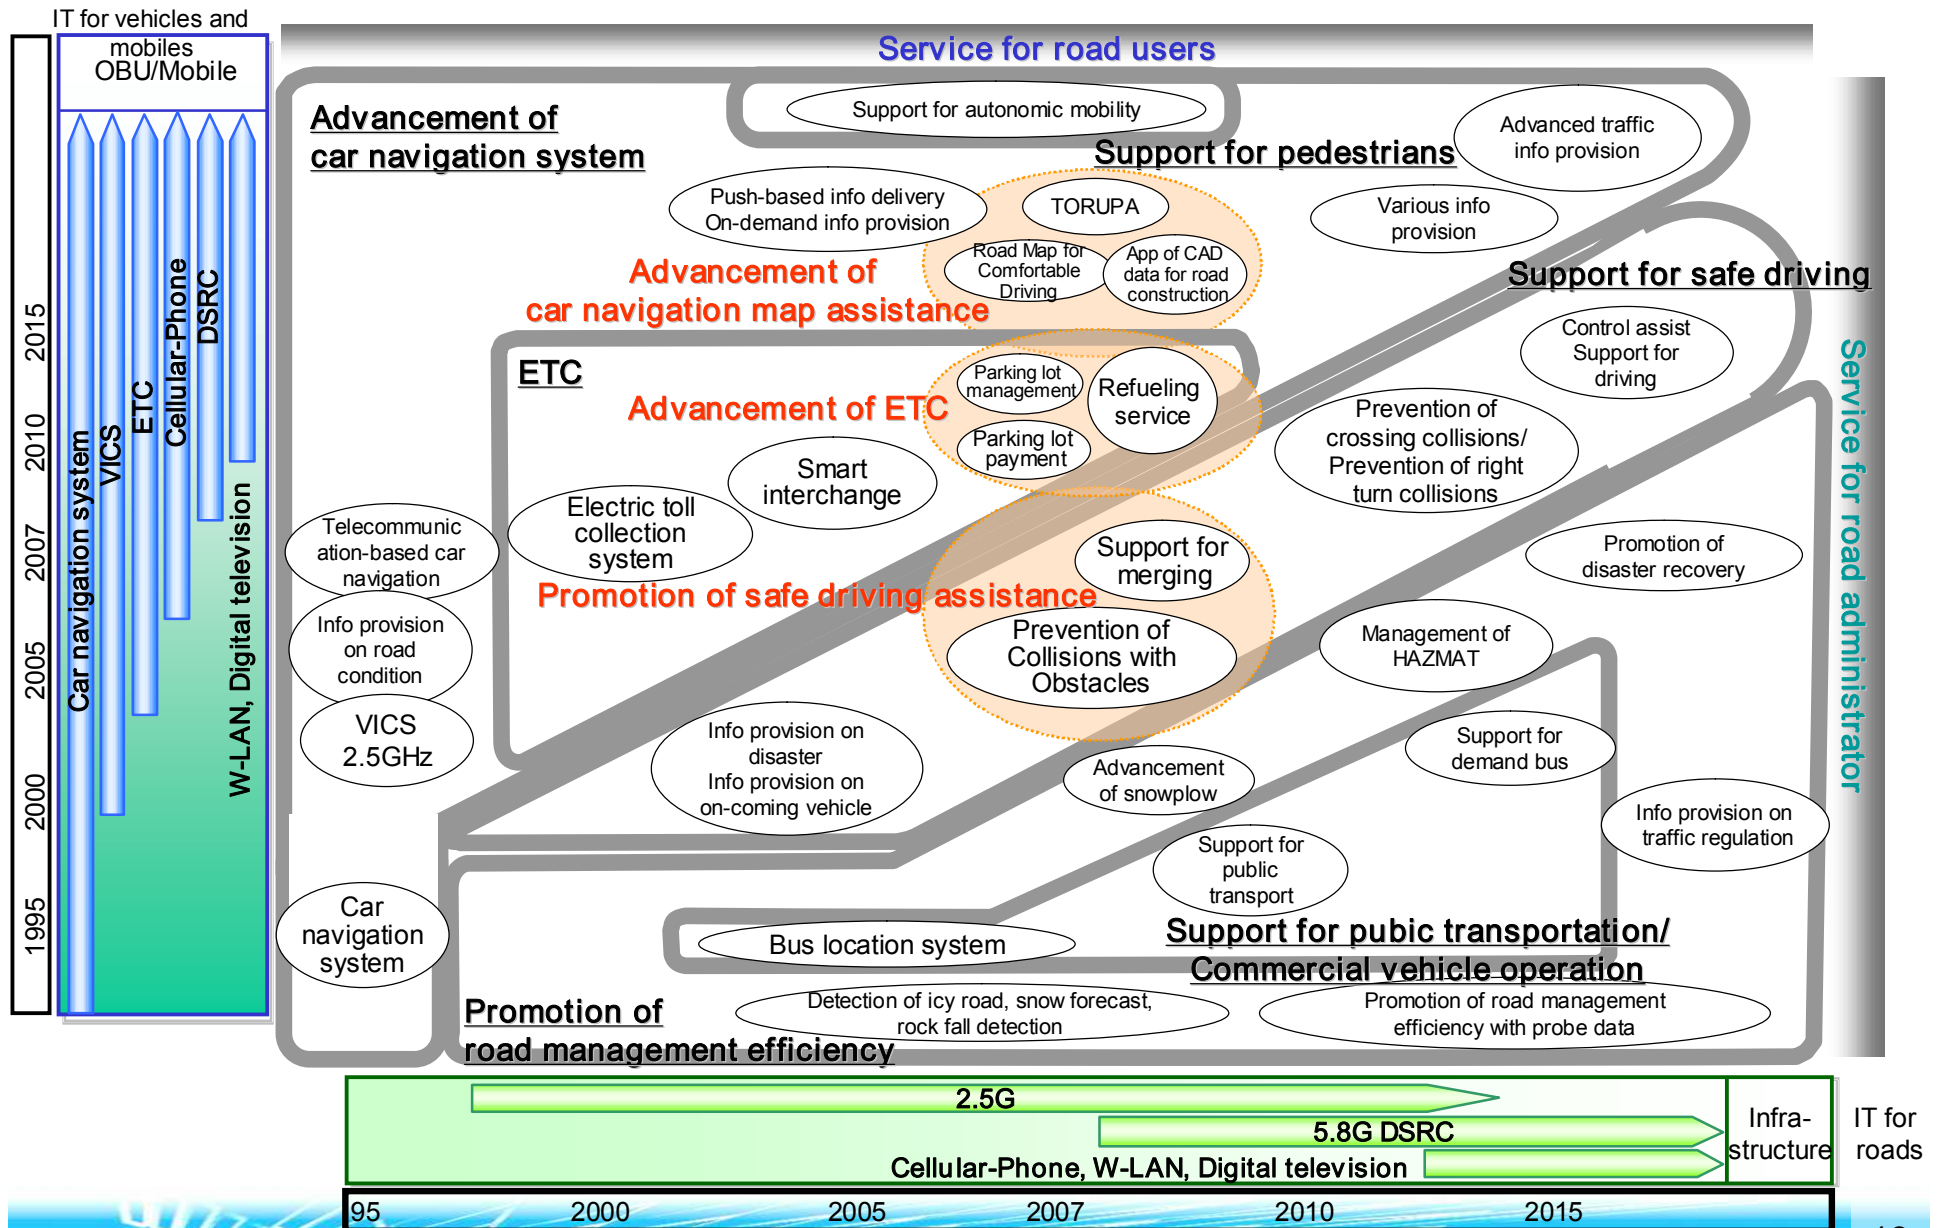 IT for vehicles and
mobiles
OBU/Mobile
Service for road users
Advancement of
car navigation system
Support for autonomic mobility
Support for pedestrians
Advanced traffic
info provision
Push-based info delivery
On-demand info provision
TORUPA
Various info
provision
Road Map for
Comfortable
Driving
App of CAD
data for road
construction
Advancement of
car navigation map assistance
Support for safe driving
Control assist
Support for
driving
ETC
Parking lot
management
Refueling
service
Advancement of ETC
Parking lot
payment
Prevention of
crossing collisions/
Prevention of right
turn collisions
Smart
interchange
Electric toll
collection
system
Telecommunic
ation-based car
navigation
Support for
merging
Promotion of
disaster recovery
Promotion of safe driving assistance
Info provision
on road
condition
Prevention of
Collisions with
Obstacles
Management of
HAZMAT
VICS
2.5GHz
Info provision on
disaster
Info provision on
on-coming vehicle
Advancement
of snowplow
Support for
demand bus
Info provision on
traffic regulation
Support for
public
transport
Car
navigation
system
Bus location system
Support for pubic transportation/
Commercial vehicle operation
Promotion of
road management efficiency
Detection of icy road, snow forecast,
rock fall detection
Promotion of road management
efficiency with probe data
Service for road administrator
2015
2010
2007
2005
2000
1995
Car navigation system
VICS
ETC
Cellular-Phone
DSRC
W-LAN, Digital television
2.5G
5.8G DSRC
Cellular-Phone, W-LAN, Digital television
Infra-
structure
IT for
roads
95
2000
2005
2007
2010
2015